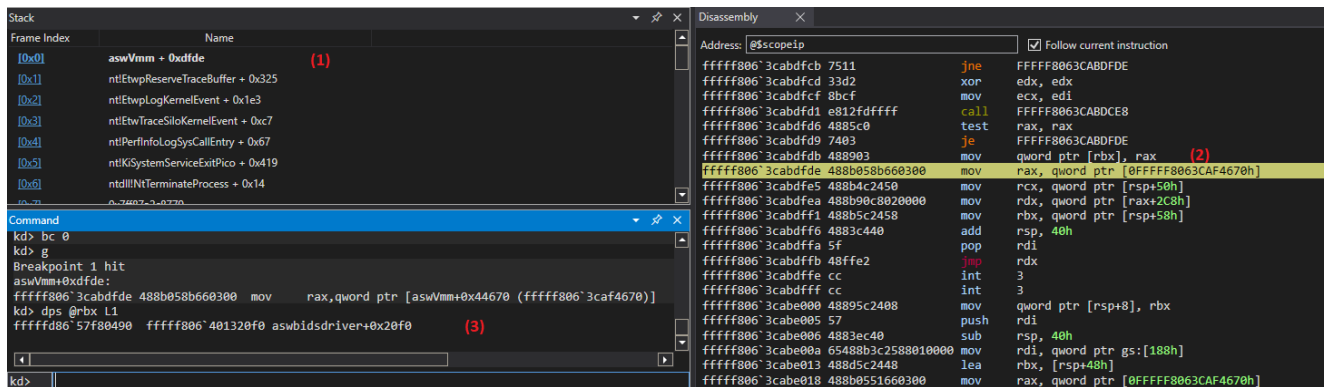 Stack
Frame Index Name
[0x0] aswVmm + 0xdfde (1)
[0x1] nt!EtwpReserveTraceBuffer + 0x325
[0x2] nt!EtwpLogKernelEvent + 0x1e3
[0x3] nt!EtwTraceSiloKernelEvent + 0xc7
[0x4] nt!PerfInfoLogSysCallEntry + 0x67
[0x5] nt!KiSystemServiceExitPico + 0x419
[0x6] ntdll!NtTerminateProcess + 0x14
Command
kd> bc 0
kd> g
Breakpoint 1 hit
aswVmm+0xdfde:
fffff806`3cabdfde 488b058b660300 mov rax,qword ptr [aswVmm+0x44670 (fffff806`3caf4670)]
kd> dps @rbx L1
fffffd86`57f80490 fffff806`401320f0 aswbidsdriver+0x20f0 (3)
kd>
Disassembly
Address: @$scopeip Follow current instruction
fffff806`3cabdfcb 7511 jne FFFFF8063CABDFDE
fffff806`3cabdfcd 33d2 xor edx, edx
fffff806`3cabdfcf 8bcf mov ecx, edi
fffff806`3cabdfd1 e812fdffff call FFFFF8063CABDCE8
fffff806`3cabdfd6 4885c0 test rax, rax
fffff806`3cabdfd9 7403 je FFFFF8063CABDFDE
fffff806`3cabdfdb 488903 mov qword ptr [rbx], rax (2)
fffff806`3cabdfde 488b058b660300 mov rax, qword ptr [0FFFFF8063CAF4670h]
fffff806`3cabdfe5 488b4c2450 mov rcx, qword ptr [rsp+50h]
fffff806`3cabdfea 488b90c8020000 mov rdx, qword ptr [rax+2C8h]
fffff806`3cabdff1 488b5c2458 mov rbx, qword ptr [rsp+58h]
fffff806`3cabdff6 4883c440 add rsp, 40h
fffff806`3cabdffa 5f pop rdi
fffff806`3cabdffb 48ffe2 jmp rdx
fffff806`3cabdffe cc int 3
fffff806`3cabdfff cc int 3
fffff806`3cabe000 48895c2408 mov qword ptr [rsp+8], rbx
fffff806`3cabe005 57 push rdi
fffff806`3cabe006 4883ec40 sub rsp, 40h
fffff806`3cabe00a 65488b3c2588010000 mov rdi, qword ptr gs:[188h]
fffff806`3cabe013 488d5c2448 lea rbx, [rsp+48h]
fffff806`3cabe018 488b0551660300 mov rax, qword ptr [0FFFFF8063CAF4670h]